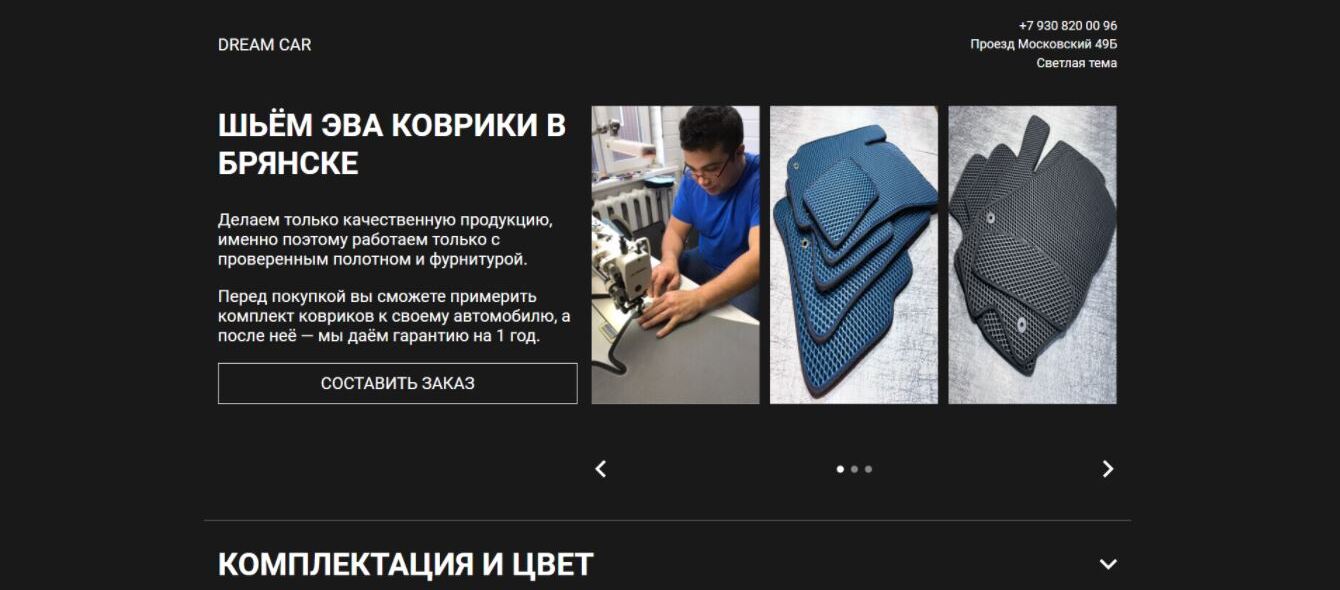 DREAM CAR
+7 930 820 00 96
Проезд Московский 49Б
Светлая тема
ШЬЁМ ЭВА КОВРИКИ В
БРЯНСКЕ
Делаем только качественную продукцию,
именно поэтому работаем только с
проверенным полотном и фурнитурой.
Перед покупкой вы сможете примерить
комплект ковриков к своему автомобилю, а
после неё — мы даём гарантию на 1 год.
СОСТАВИТЬ ЗАКАЗ
КОМПЛЕКТАЦИЯ И ЦВЕТ